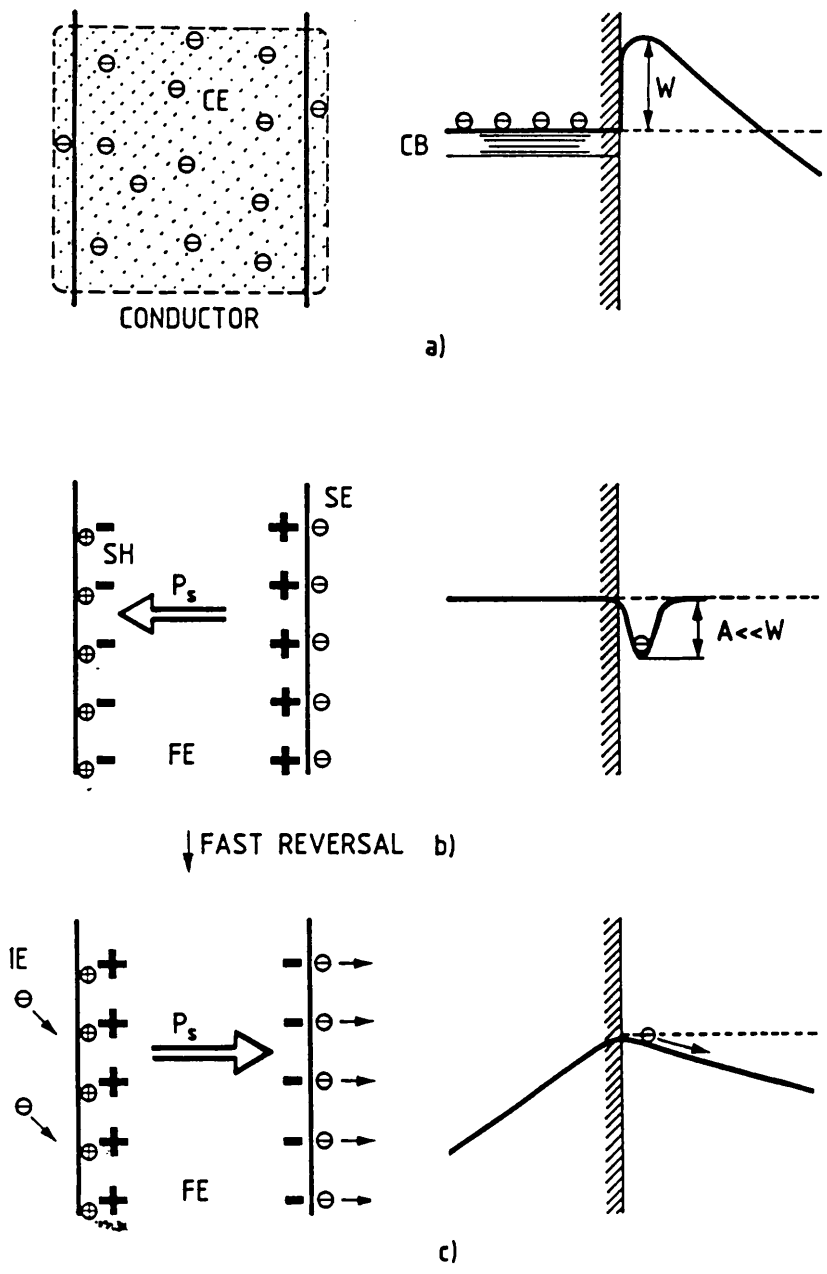 CE
W
CB
CONDUCTOR
a)
SE
SH
Ps
A<<W
FE
FAST REVERSAL b)
IE
Ps
FE
c)